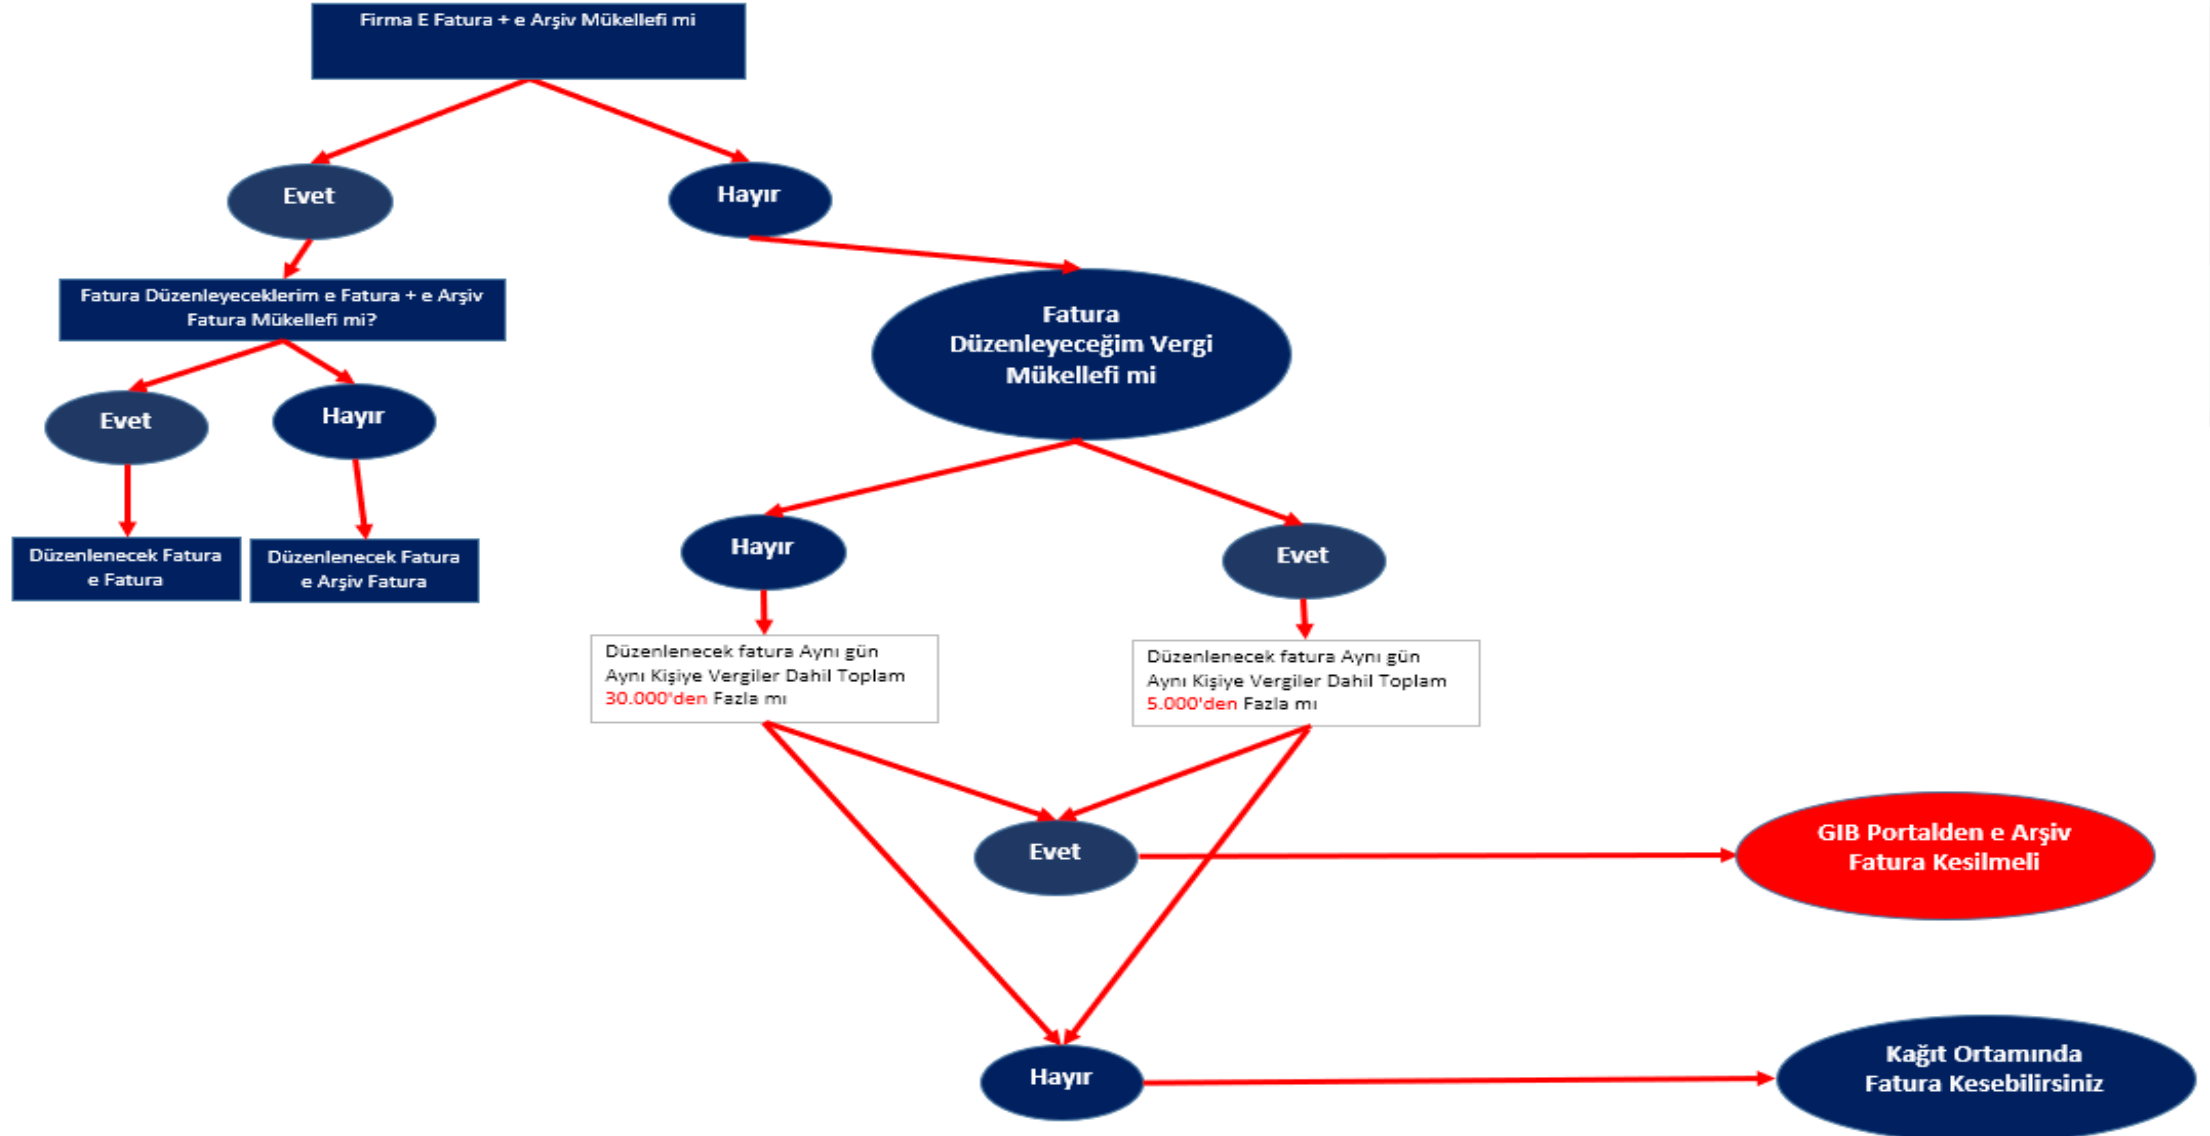 Firma E Fatura + e Arşiv Mükellefi mi
Evet
Hayır
Fatura Düzenleyeceklerim e Fatura + e Arşiv
Fatura Mükellefi mi?
Fatura
Düzenleyeceğim Vergi
Mükellefi mi
Evet
Hayır
Düzenlenecek Fatura
e Fatura
Düzenlenecek Fatura
e Arşiv Fatura
Hayır
Evet
Düzenlenecek fatura Aynı gün
Aynı Kişiye Vergiler Dahil Toplam
30.000'den Fazla mı
Düzenlenecek fatura Aynı gün
Aynı Kişiye Vergiler Dahil Toplam
5.000'den Fazla mı
Evet
GIB Portalden e Arşiv
Fatura Kesilmeli
Hayır
Kağıt Ortamında
Fatura Kesebilirsiniz